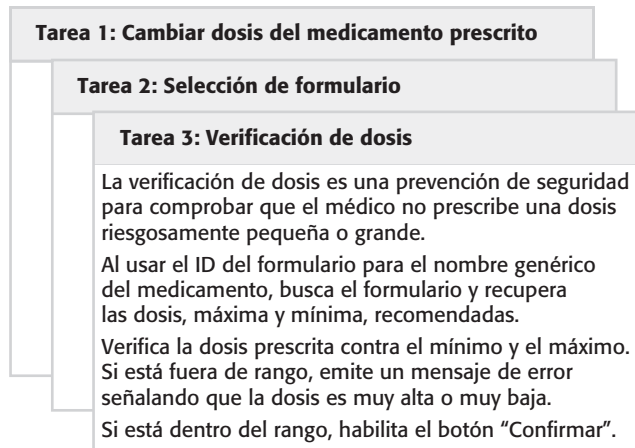 Tarea 1: Cambiar dosis del medicamento prescrito
Tarea 2: Selección de formulario
Tarea 3: Verificación de dosis
La verificación de dosis es una prevención de seguridad
para comprobar que el médico no prescribe una dosis
riesgosamente pequeña o grande.
Al usar el ID del formulario para el nombre genérico
del medicamento, busca el formulario y recupera
las dosis, máxima y mínima, recomendadas.
Verifica la dosis prescrita contra el mínimo y el máximo.
Si está fuera de rango, emite un mensaje de error
señalando que la dosis es muy alta o muy baja.
Si está dentro del rango, habilita el botón “Confirmar”.